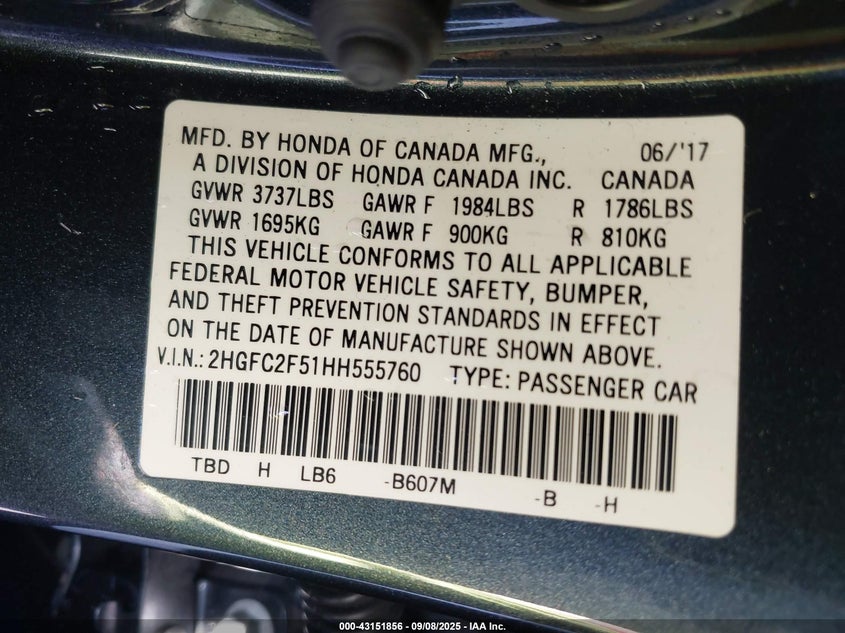 MFD. BY HONDA OF CANADA MFG., 06/'17
A DIVISION OF HONDA CANADA INC. CANADA
GVWR 3737LBS GAWR F 1984LBS R 1786LBS
GVWR 1695KG GAWR F 900KG R 810KG
THIS VEHICLE CONFORMS TO ALL APPLICABLE
FEDERAL MOTOR VEHICLE SAFETY, BUMPER,
AND THEFT PREVENTION STANDARDS IN EFFECT
ON THE DATE OF MANUFACTURE SHOWN ABOVE.
V.I.N.: 2HGFC2F51HH555760 TYPE: PASSENGER CAR
TBD H LB6 -B607M -B -H
000-43151856 - 09/08/2025 - IAA Inc.